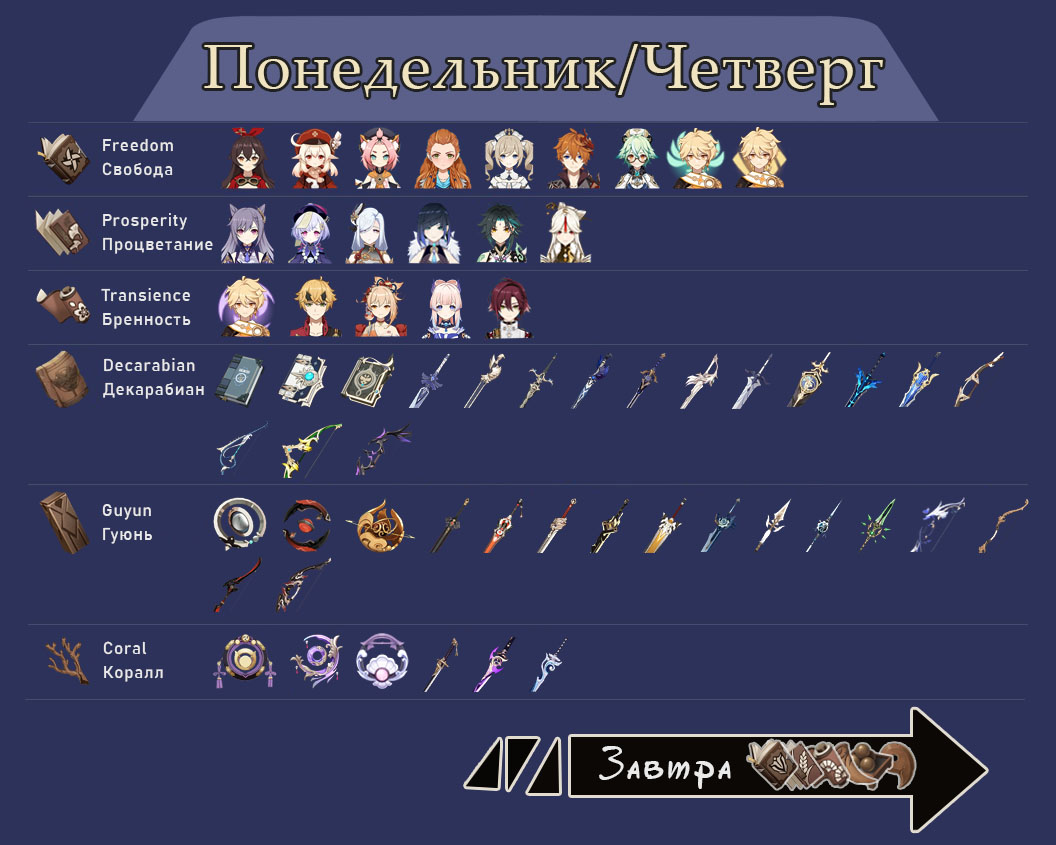 Понедельник/Четверг
Freedom
Свобода
Prosperity
Процветание
Transience
Бренность
Decarabian
Декарабиан
Guyun
Гуюнь
Coral
Коралл
Завтра